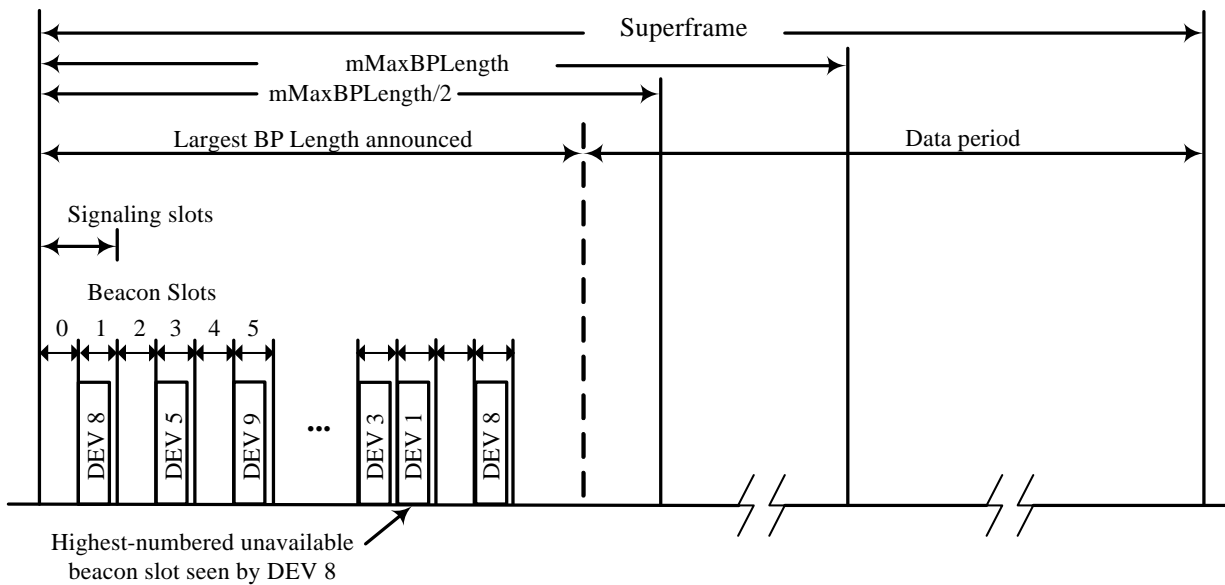 Superframe
mMaxBPLength
mMaxBPLength/2
Largest BP Length announced
Data period
Signaling slots
Beacon Slots
0 1 2 3 4 5
DEV 8
DEV 5
DEV 9
...
DEV 3
DEV 1
DEV 8
Highest-numbered unavailable
beacon slot seen by DEV 8